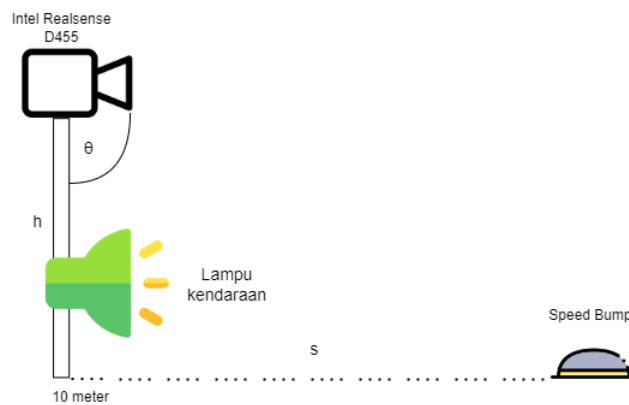 Intel Realsense
D455
θ
h
Lampu
kendaraan
Speed Bump
s
10 meter